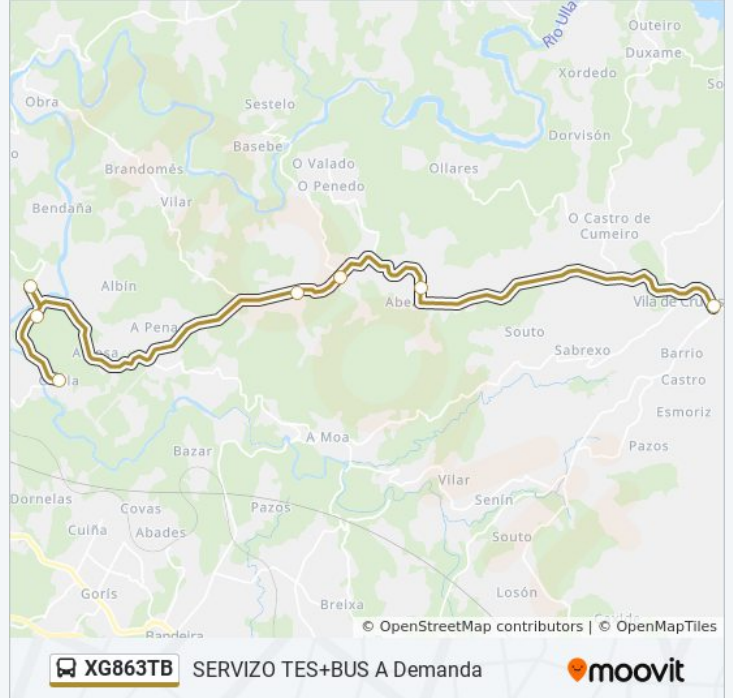 Río Ulla
Outeiro
Duxame
Xordedo
So
Obra
Sestelo
Dorvisón
Basebe
O Valado
Ollares
Brandomés
O Penedo
Vilar
Bendaña
O Castro de
Cumeiro
Albín
Abe
Vila de Cru
A Pena
Souto
Sabrexo
Barrio
Castro
Esmoriz
A Moa
Pazos
Bazar
Vilar
Senín
Dornelas
Covas
Pazos
Cuiña
Abades
Souto
Gorís
Breixa
Losón
Bandeira
© OpenStreetMap contributors | © OpenMapTiles
XG863TB SERVIZO TES+BUS A Demanda moovit